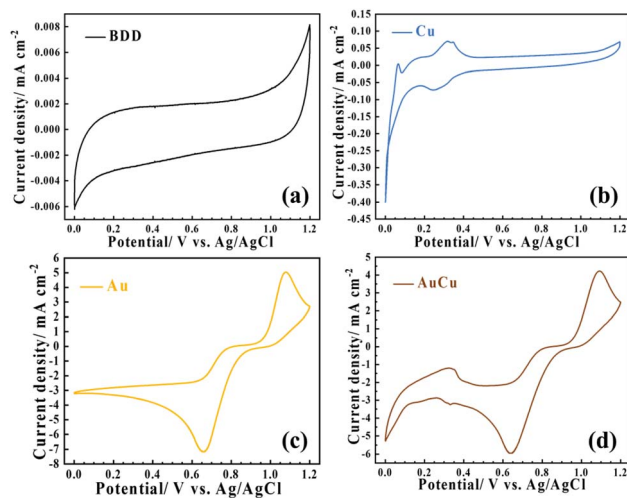 BDD
0.008
0.006
0.004
0.002
0.000
-0.002
-0.004
-0.006
0.0 0.2 0.4 0.6 0.8 1.0 1.2
Current density/ mA cm⁻²
Potential/ V vs. Ag/AgCl
(a)
Cu
0.10
0.05
0.00
-0.05
-0.10
-0.15
-0.20
-0.25
-0.30
-0.35
-0.40
-0.45
0.0 0.2 0.4 0.6 0.8 1.0 1.2
Current density/ mA cm⁻²
Potential/ V vs. Ag/AgCl
(b)
Au
6
5
4
3
2
1
0
-1
-2
-3
-4
-5
-6
-7
-8
0.0 0.2 0.4 0.6 0.8 1.0 1.2
Current density/ mA cm⁻²
Potential/ V vs. Ag/AgCl
(c)
AuCu
5
4
3
2
1
0
-1
-2
-3
-4
-5
-6
0.0 0.2 0.4 0.6 0.8 1.0 1.2
Current density/ mA cm⁻²
Potential/ V vs. Ag/AgCl
(d)